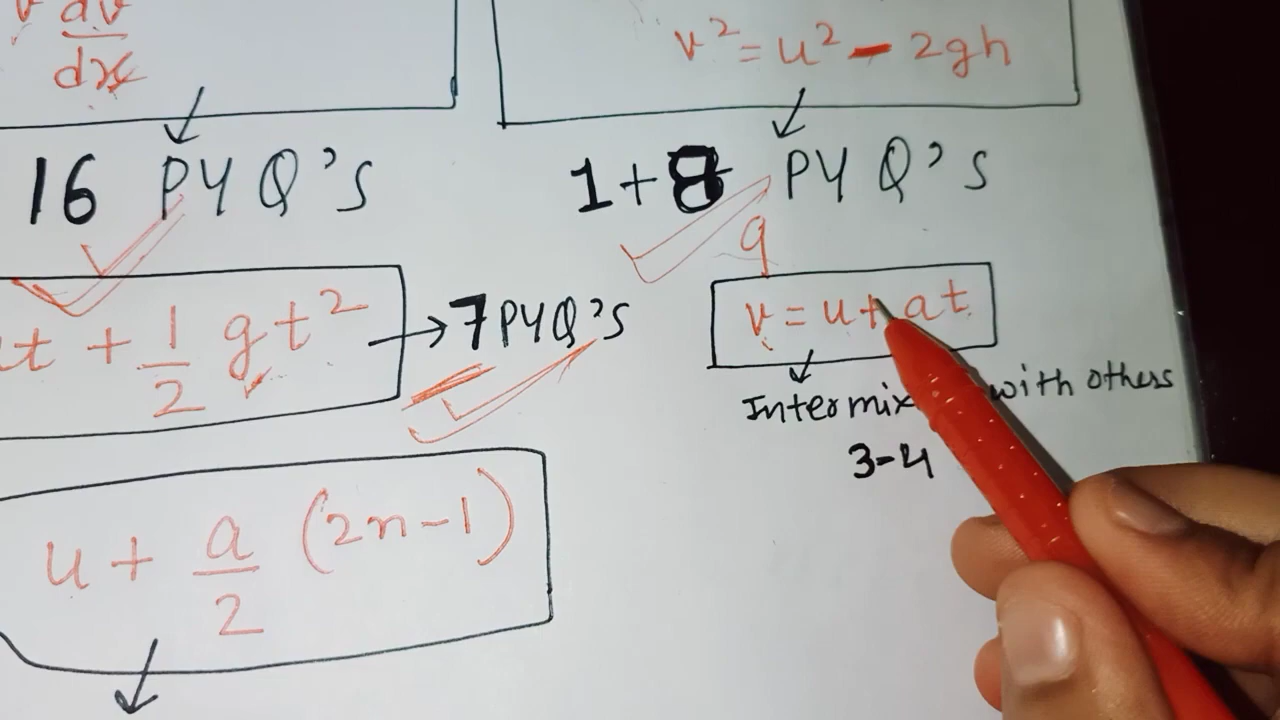 v dv
dx
v² = u² - 2gh
16 PYQ's
1+8 PYQ's
9
t + 1/2 gt² → 7 PYQ's
v = u + at
Intermix with others
3-4
u + a/2 (2n-1)